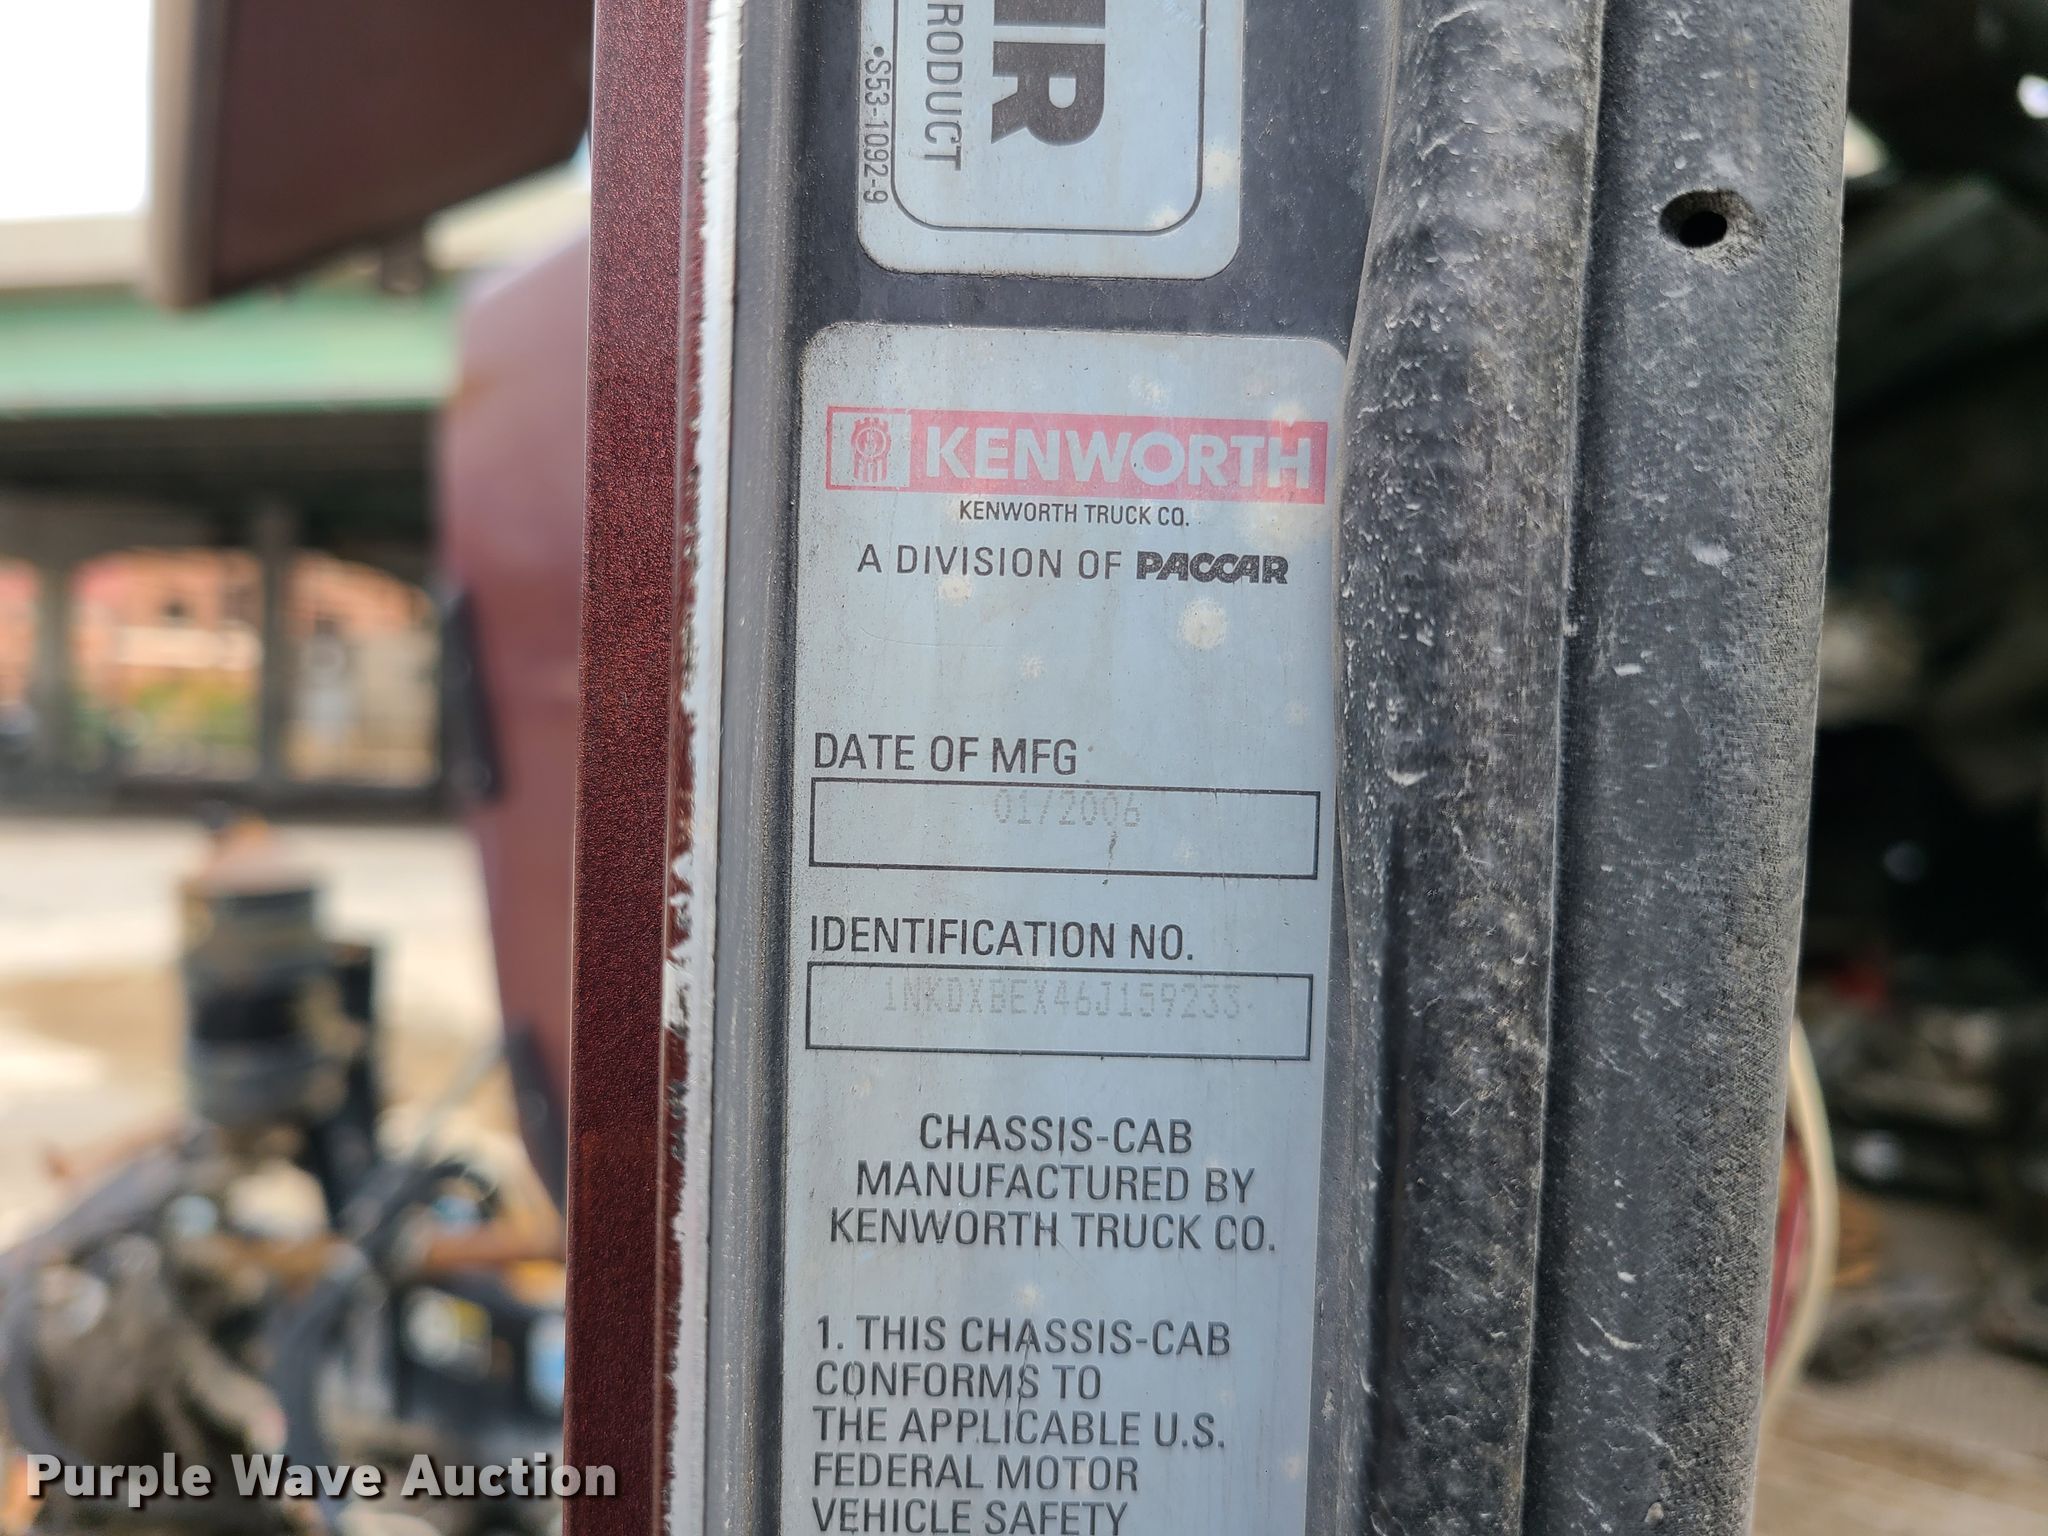 IR
RODUCT
•S53-1092-9
KENWORTH
KENWORTH TRUCK CO.
A DIVISION OF PACCAR
DATE OF MFG
01/2006
IDENTIFICATION NO.
1NKDXBEX46J159233
CHASSIS-CAB
MANUFACTURED BY
KENWORTH TRUCK CO.
1. THIS CHASSIS-CAB
CONFORMS TO
THE APPLICABLE U.S.
FEDERAL MOTOR
VEHICLE SAFETY
Purple Wave Auction